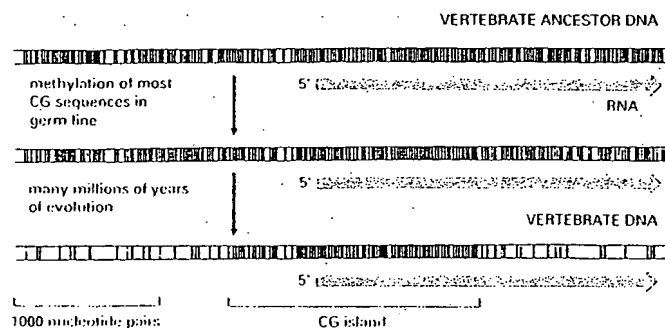 VERTEBRATE ANCESTOR DNA
methylation of most
CG sequences in
germ line
5'
RNA
5'
many millions of years
of evolution
VERTEBRATE DNA
5'
1000 nucleotide pairs
CG island